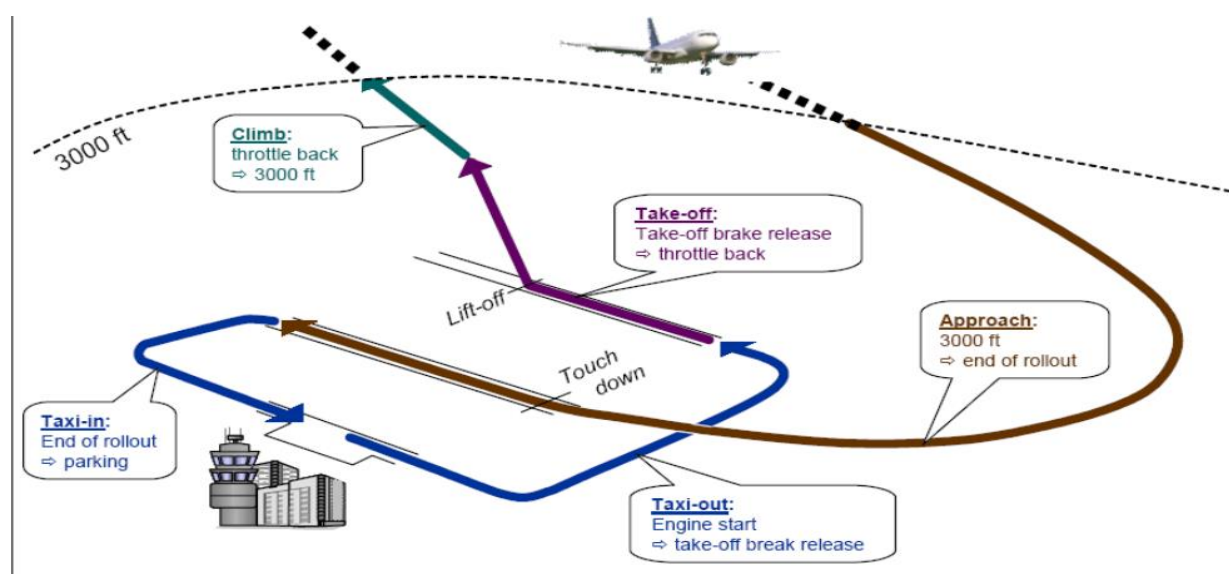 3000 ft
Climb:
throttle back
⇨ 3000 ft
Take-off:
Take-off brake release
⇨ throttle back
Lift-off
Approach:
3000 ft
⇨ end of rollout
Touch
down
Taxi-in:
End of rollout
⇨ parking
Taxi-out:
Engine start
⇨ take-off break release